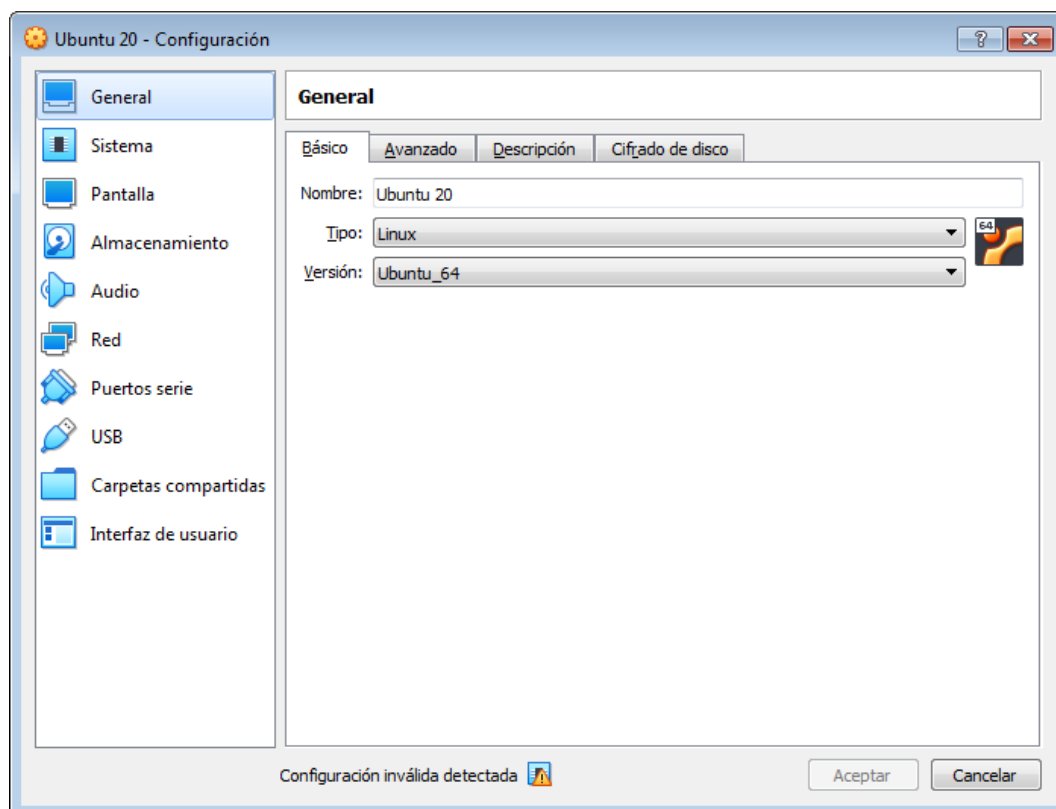 Ubuntu 20 - Configuración
General
Sistema
Pantalla
Almacenamiento
Audio
Red
Puertos serie
USB
Carpetas compartidas
Interfaz de usuario
General
Básico Avanzado Descripción Cifrado de disco
Nombre: Ubuntu 20
Tipo: Linux
64
Versión: Ubuntu_64
Configuración inválida detectada
Aceptar Cancelar